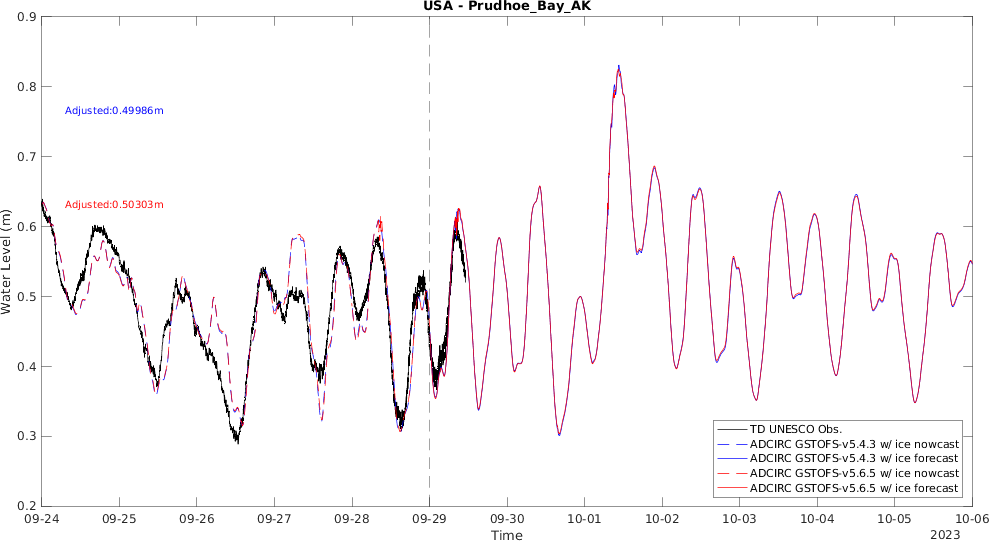 USA - Prudhoe_Bay_AK
0.9
0.8
0.7
0.6
0.5
0.4
0.3
0.2
Water Level (m)
Adjusted:0.49986m
Adjusted:0.50303m
TD UNESCO Obs.
ADCIRC GSTOFS-v5.4.3 w/ ice nowcast
ADCIRC GSTOFS-v5.4.3 w/ ice forecast
ADCIRC GSTOFS-v5.6.5 w/ ice nowcast
ADCIRC GSTOFS-v5.6.5 w/ ice forecast
09-24 09-25 09-26 09-27 09-28 09-29 09-30 10-01 10-02 10-03 10-04 10-05 10-06
Time
2023